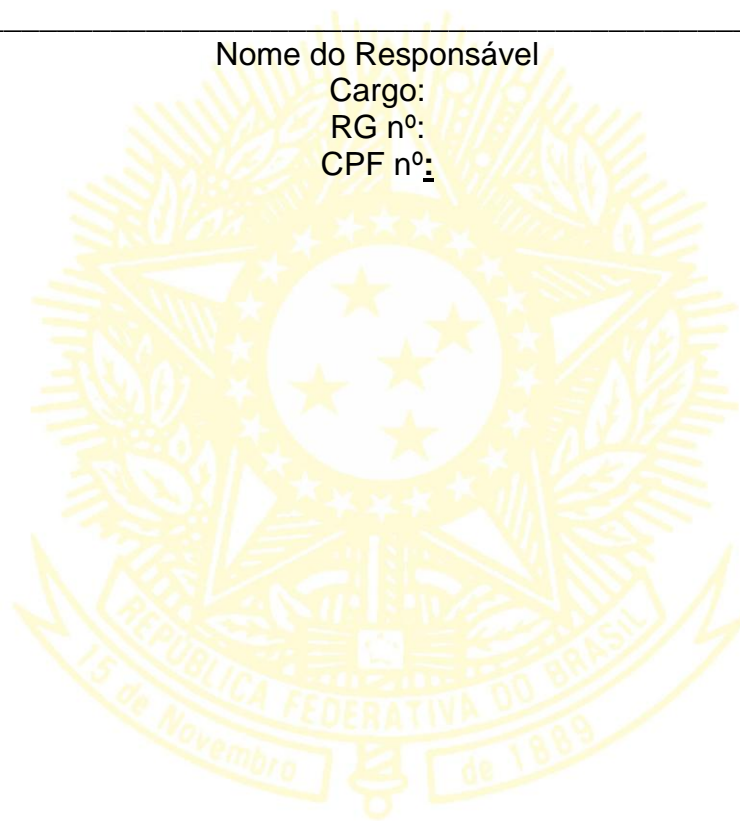 Nome do Responsável
Cargo:
RG nº:
CPF nº:
REPÚBLICA FEDERATIVA DO BRASIL
15 de Novembro de 1889